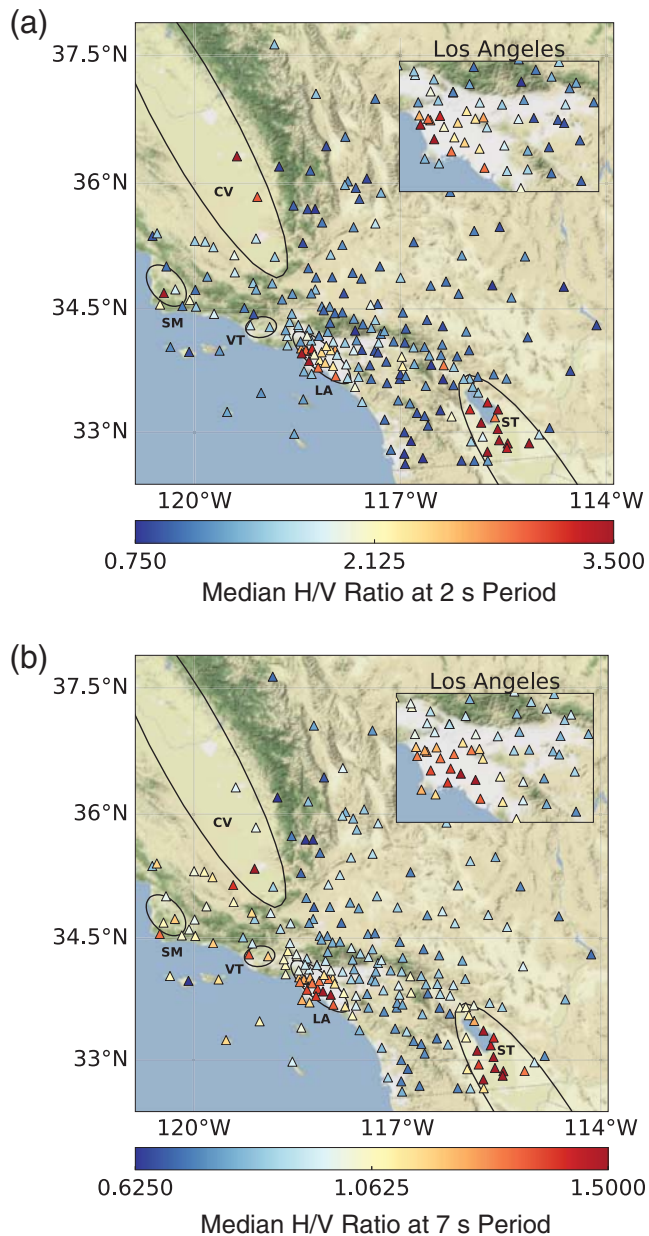 (a)
Los Angeles
37.5°N
36°N
34.5°N
33°N
CV
SM
VT
LA
ST
120°W 117°W 114°W
0.750 2.125 3.500
Median H/V Ratio at 2 s Period
(b)
Los Angeles
37.5°N
36°N
34.5°N
33°N
CV
SM
VT
LA
ST
120°W 117°W 114°W
0.6250 1.0625 1.5000
Median H/V Ratio at 7 s Period